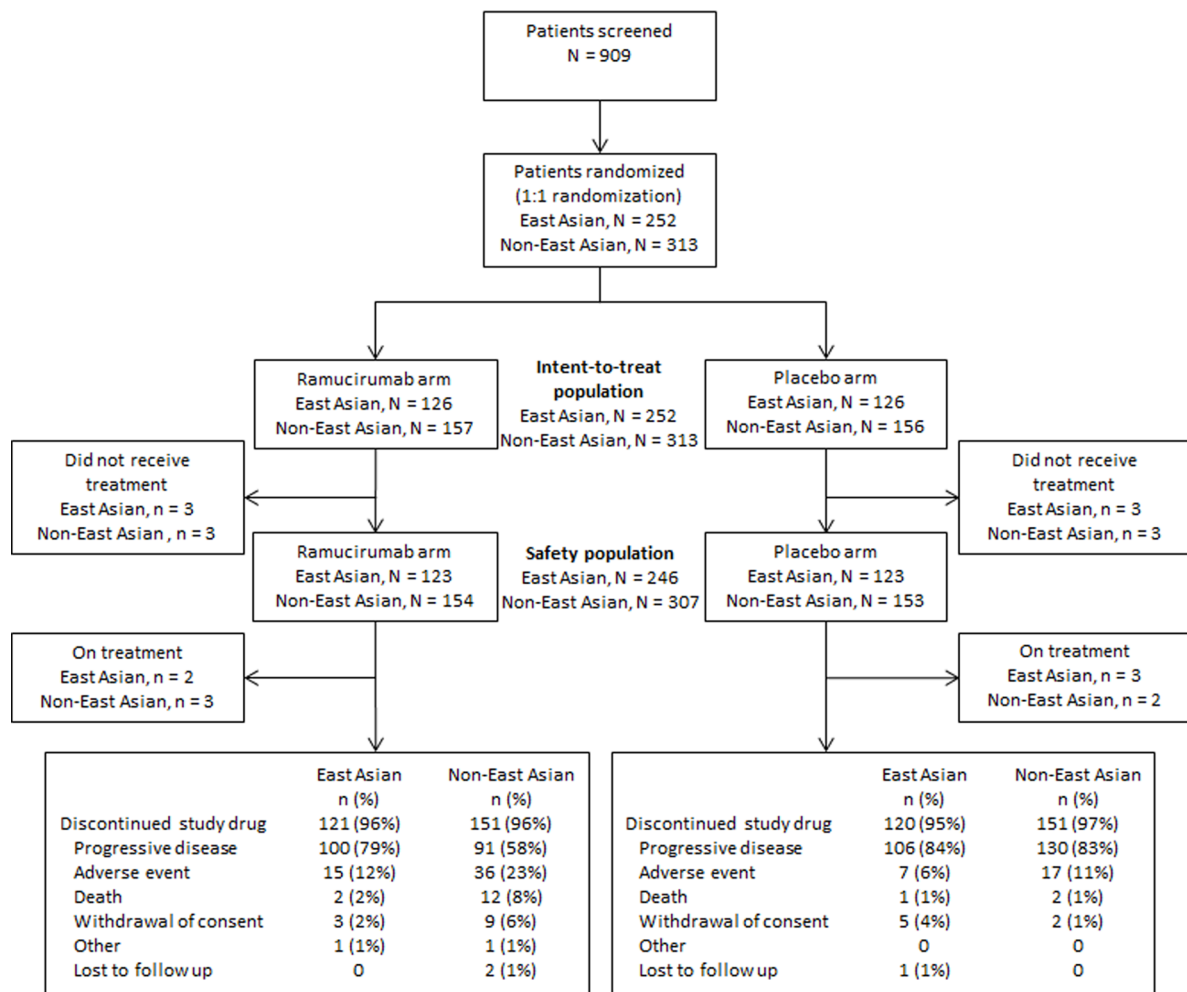 Patients screened
N = 909
Patients randomized
(1:1 randomization)
East Asian, N = 252
Non-East Asian, N = 313
Ramucirumab arm
East Asian, N = 126
Non-East Asian, N = 157
Intent-to-treat
population
East Asian, N = 252
Non-East Asian, N = 313
Placebo arm
East Asian, N = 126
Non-East Asian, N = 156
Did not receive
treatment
East Asian, n = 3
Non-East Asian , n = 3
Did not receive
treatment
East Asian, n = 3
Non-East Asian, n = 3
Ramucirumab arm
East Asian, N = 123
Non-East Asian, N = 154
Safety population
East Asian, N = 246
Non-East Asian, N = 307
Placebo arm
East Asian, N = 123
Non-East Asian, N = 153
On treatment
East Asian, n = 2
Non-East Asian, n = 3
On treatment
East Asian, n = 3
Non-East Asian, n = 2
East Asian Non-East Asian
n (%) n (%)
Discontinued study drug 121 (96%) 151 (96%)
Progressive disease 100 (79%) 91 (58%)
Adverse event 15 (12%) 36 (23%)
Death 2 (2%) 12 (8%)
Withdrawal of consent 3 (2%) 9 (6%)
Other 1 (1%) 1 (1%)
Lost to follow up 0 2 (1%)
East Asian Non-East Asian
n (%) n (%)
Discontinued study drug 120 (95%) 151 (97%)
Progressive disease 106 (84%) 130 (83%)
Adverse event 7 (6%) 17 (11%)
Death 1 (1%) 2 (1%)
Withdrawal of consent 5 (4%) 2 (1%)
Other 0 0
Lost to follow up 1 (1%) 0